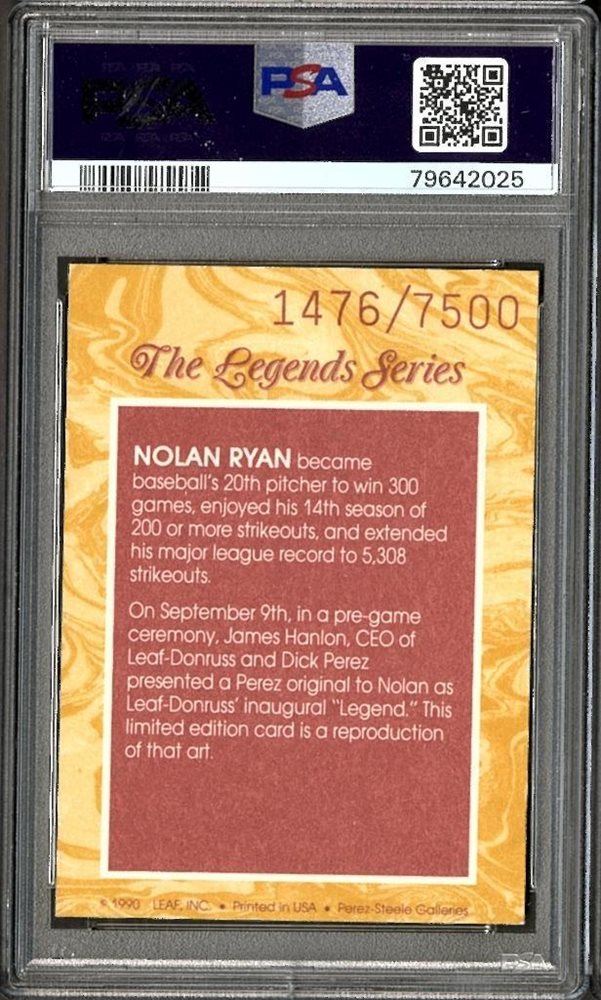 PSA
79642025
1476/7500
The Legends Series
NOLAN RYAN became
baseball's 20th pitcher to win 300
games, enjoyed his 14th season of
200 or more strikeouts, and extended
his major league record to 5,308
strikeouts.
On September 9th, in a pre-game
ceremony, James Hanlon, CEO of
Leaf-Donruss and Dick Perez
presented a Perez original to Nolan as
Leaf-Donruss' inaugural "Legend." This
limited edition card is a reproduction
of that art.
© 1990 LEAF, INC. • Printed in USA • Perez-Steele Galleries
PSA